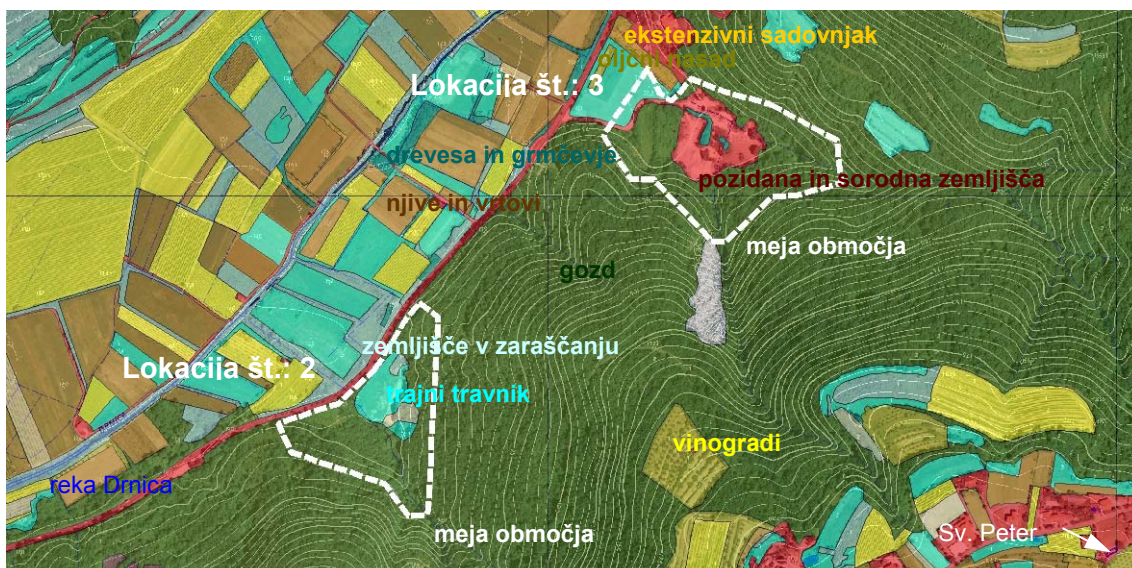 ekstenzivni sadovnjak
oljčni nasad
Lokacija št.: 3
drevesa in grmčevje
pozidana in sorodna zemljišča
njive in vrtovi
meja območja
gozd
zemljišče v zaraščanju
Lokacija št.: 2
trajni travnik
vinogradi
reka Drnica
meja območja
Sv. Peter